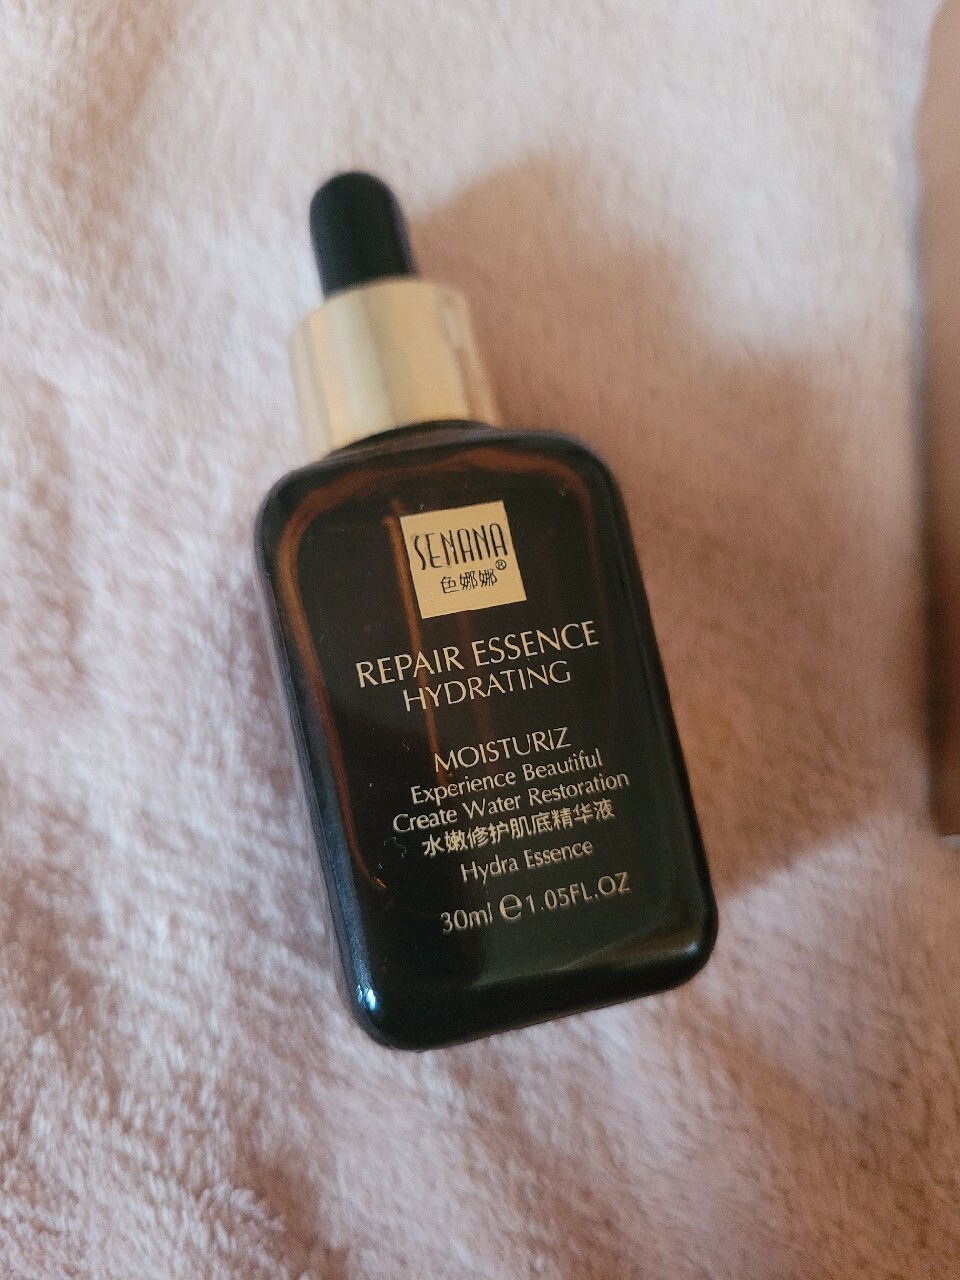 SENANA
色娜娜®
REPAIR ESSENCE
HYDRATING
MOISTURIZ
Experience Beautiful
Create Water Restoration
水嫩修护肌底精华液
Hydra Essence
30ml ℮ 1.05FL.OZ